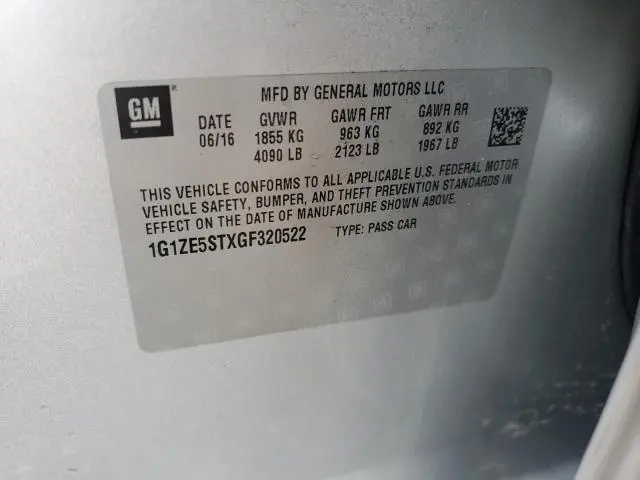 GM ®
MFD BY GENERAL MOTORS LLC
DATE GVWR GAWR FRT GAWR RR
06/16 1855 KG 963 KG 892 KG
4090 LB 2123 LB 1967 LB
THIS VEHICLE CONFORMS TO ALL APPLICABLE U.S. FEDERAL MOTOR
VEHICLE SAFETY, BUMPER, AND THEFT PREVENTION STANDARDS IN
EFFECT ON THE DATE OF MANUFACTURE SHOWN ABOVE.
1G1ZE5STXGF320522 TYPE: PASS CAR